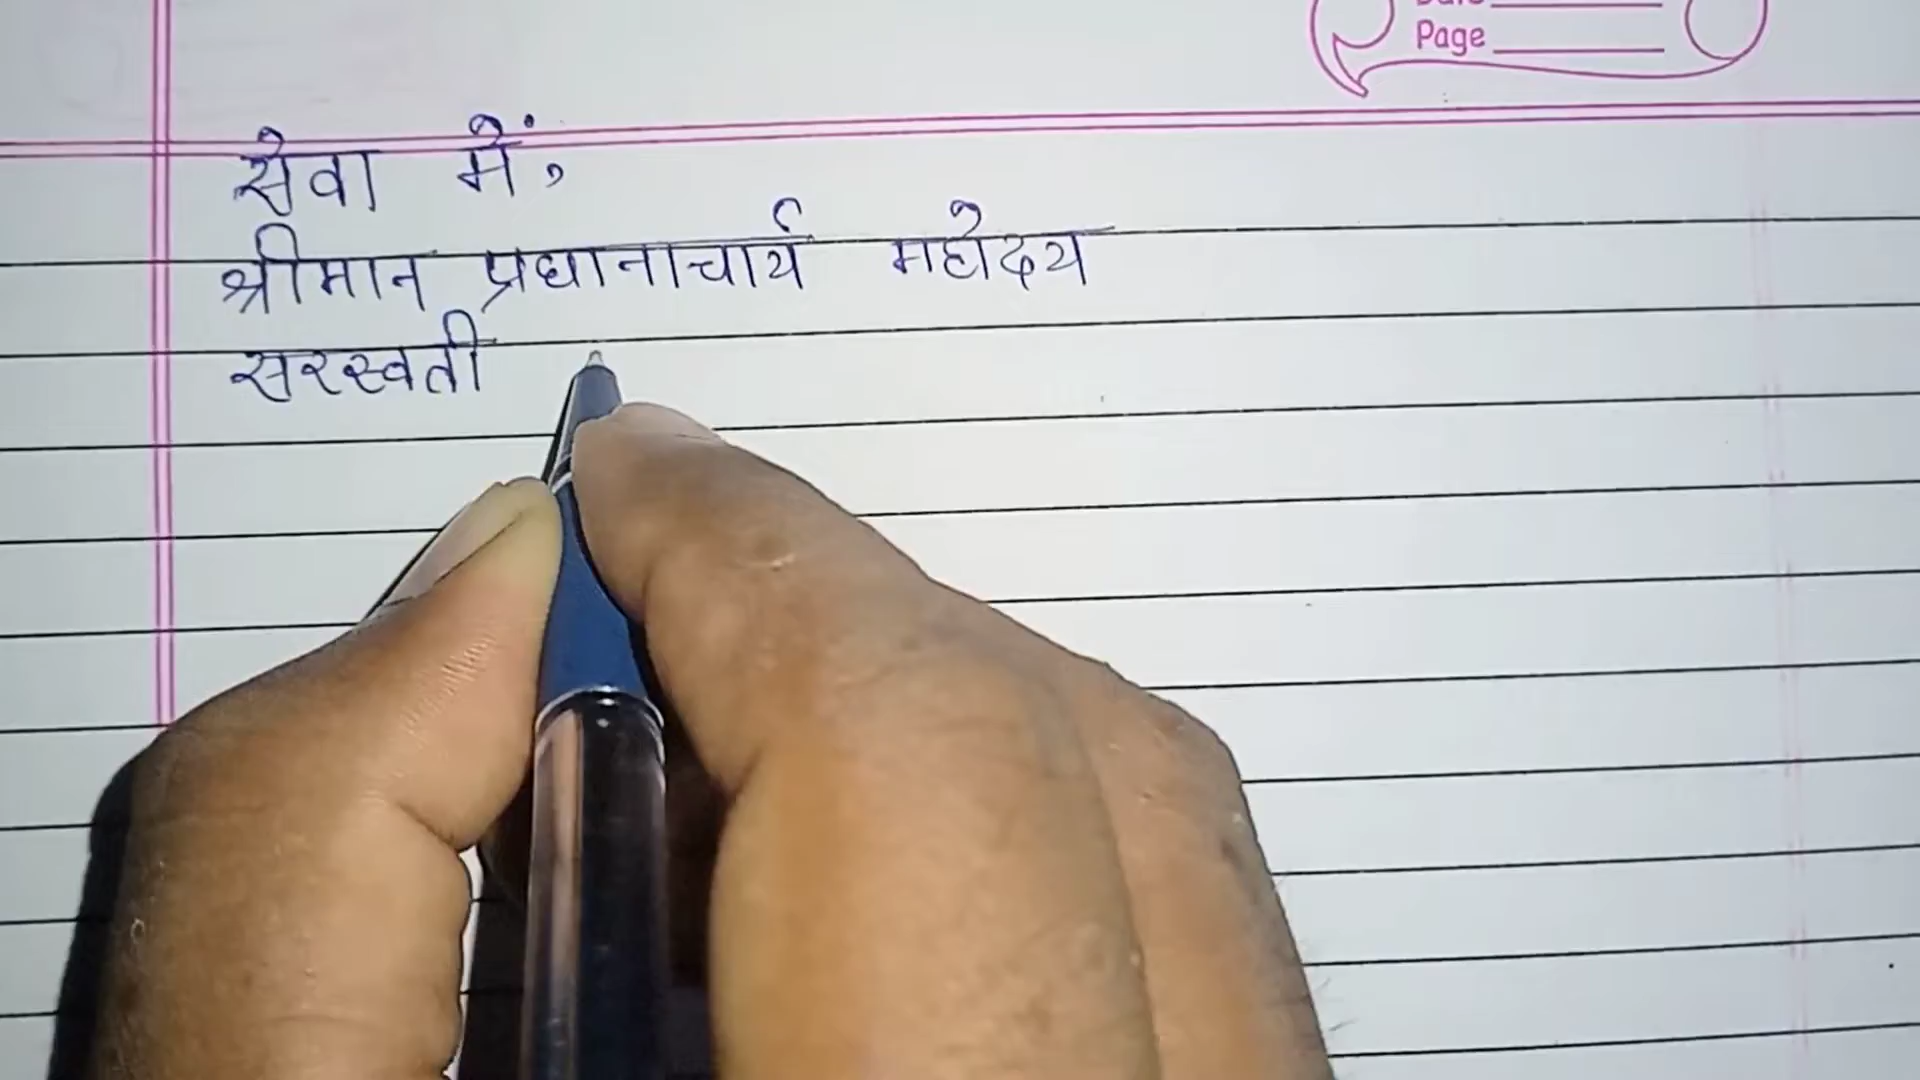 Page
सेवा में,
श्रीमान प्रधानाचार्य महोदय
सरस्वती